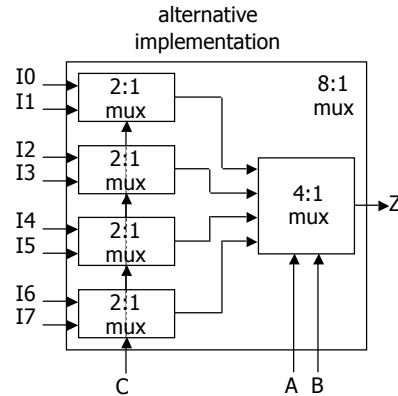 alternative
implementation
I0
I1
2:1
mux
8:1
mux
I2
I3
2:1
mux
4:1
mux
Z
I4
I5
2:1
mux
I6
I7
2:1
mux
C
A B